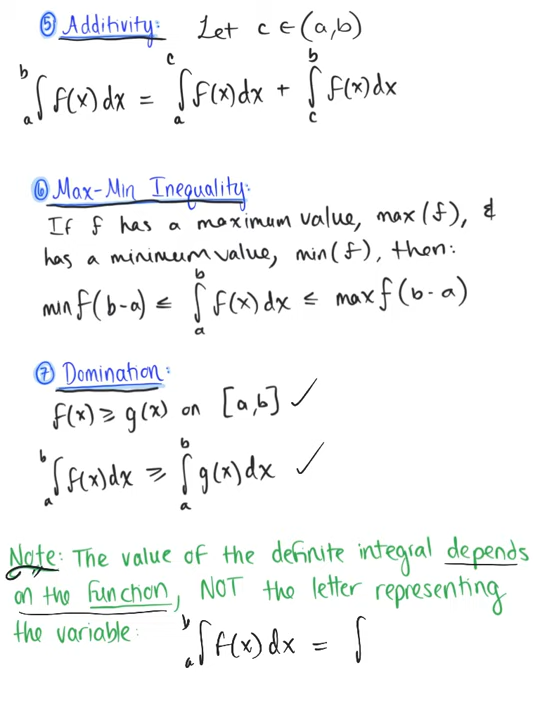 ⑤ Additivity: Let c ∈ (a,b)
∫_a^b f(x) dx = ∫_a^c f(x) dx + ∫_c^b f(x) dx
⑥ Max-Min Inequality:
If f has a maximum value, max(f), &
has a minimum value, min(f), then:
min f (b-a) ≤ ∫_a^b f(x) dx ≤ max f (b-a)
⑦ Domination:
f(x) ≥ g(x) on [a,b] ✓
∫_a^b f(x) dx ≥ ∫_a^b g(x) dx ✓
Note: The value of the definite integral depends
on the function, NOT the letter representing
the variable: ∫_a^b f(x) dx = ∫